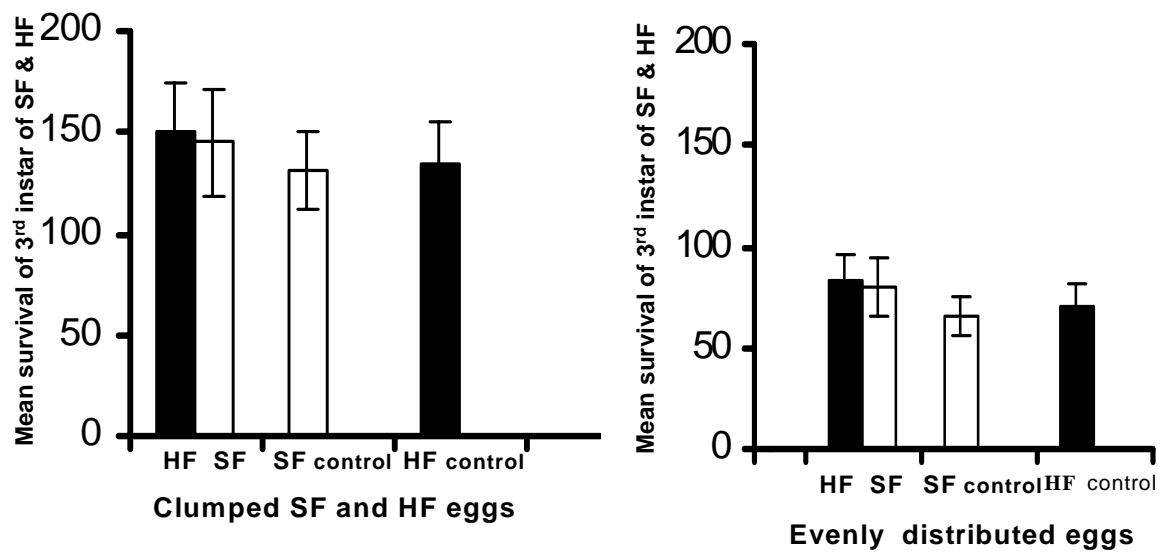 Mean survival of 3rd instar of SF & HF
200
150
100
50
0
HF SF SF control HF control
Clumped SF and HF eggs
Mean survival of 3rd instar of SF & HF
200
150
100
50
0
HF SF SF control HF control
Evenly distributed eggs